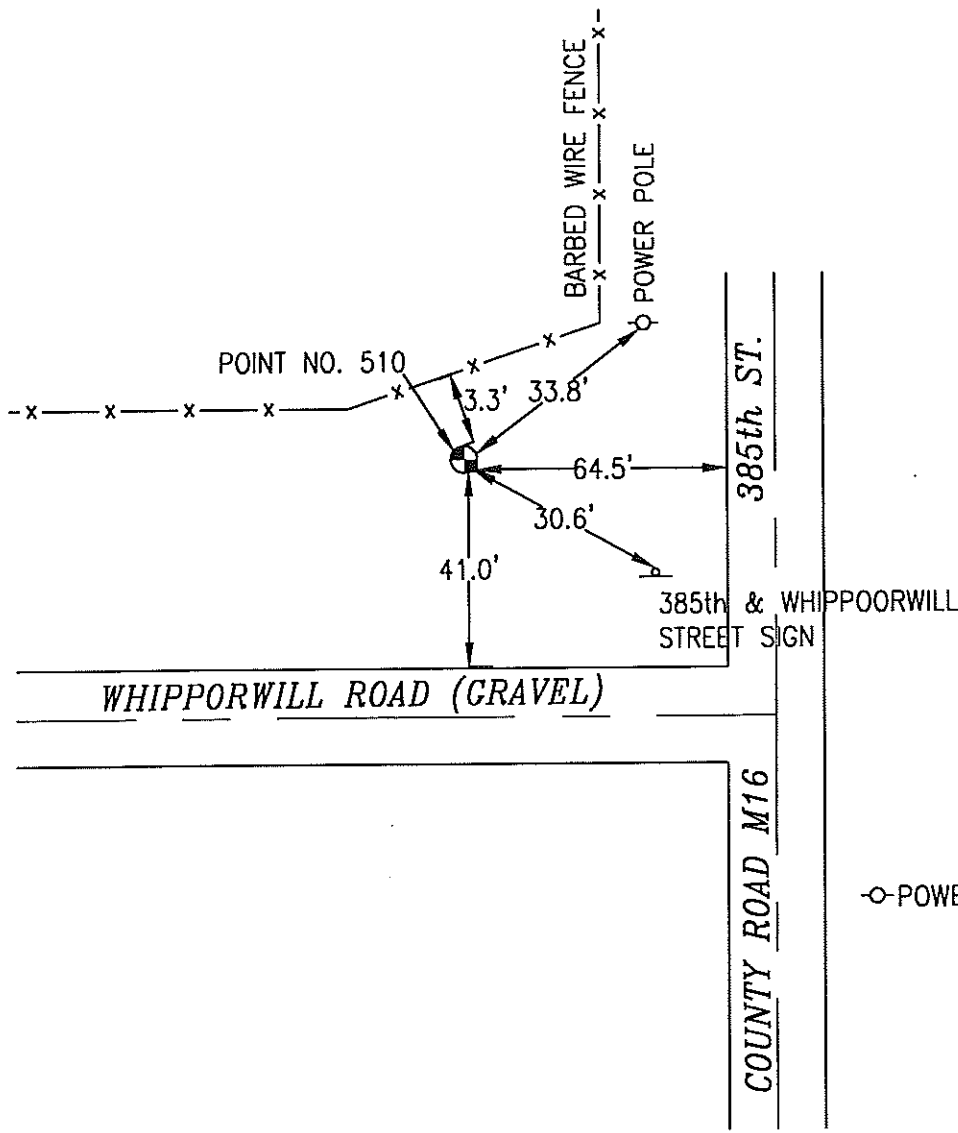 BARBED WIRE FENCE
POWER POLE
POINT NO. 510
3.3'
33.8'
385th ST.
64.5'
30.6'
41.0'
385th & WHIPPOORWILL
STREET SIGN
WHIPPORWILL ROAD (GRAVEL)
COUNTY ROAD M16
POWE